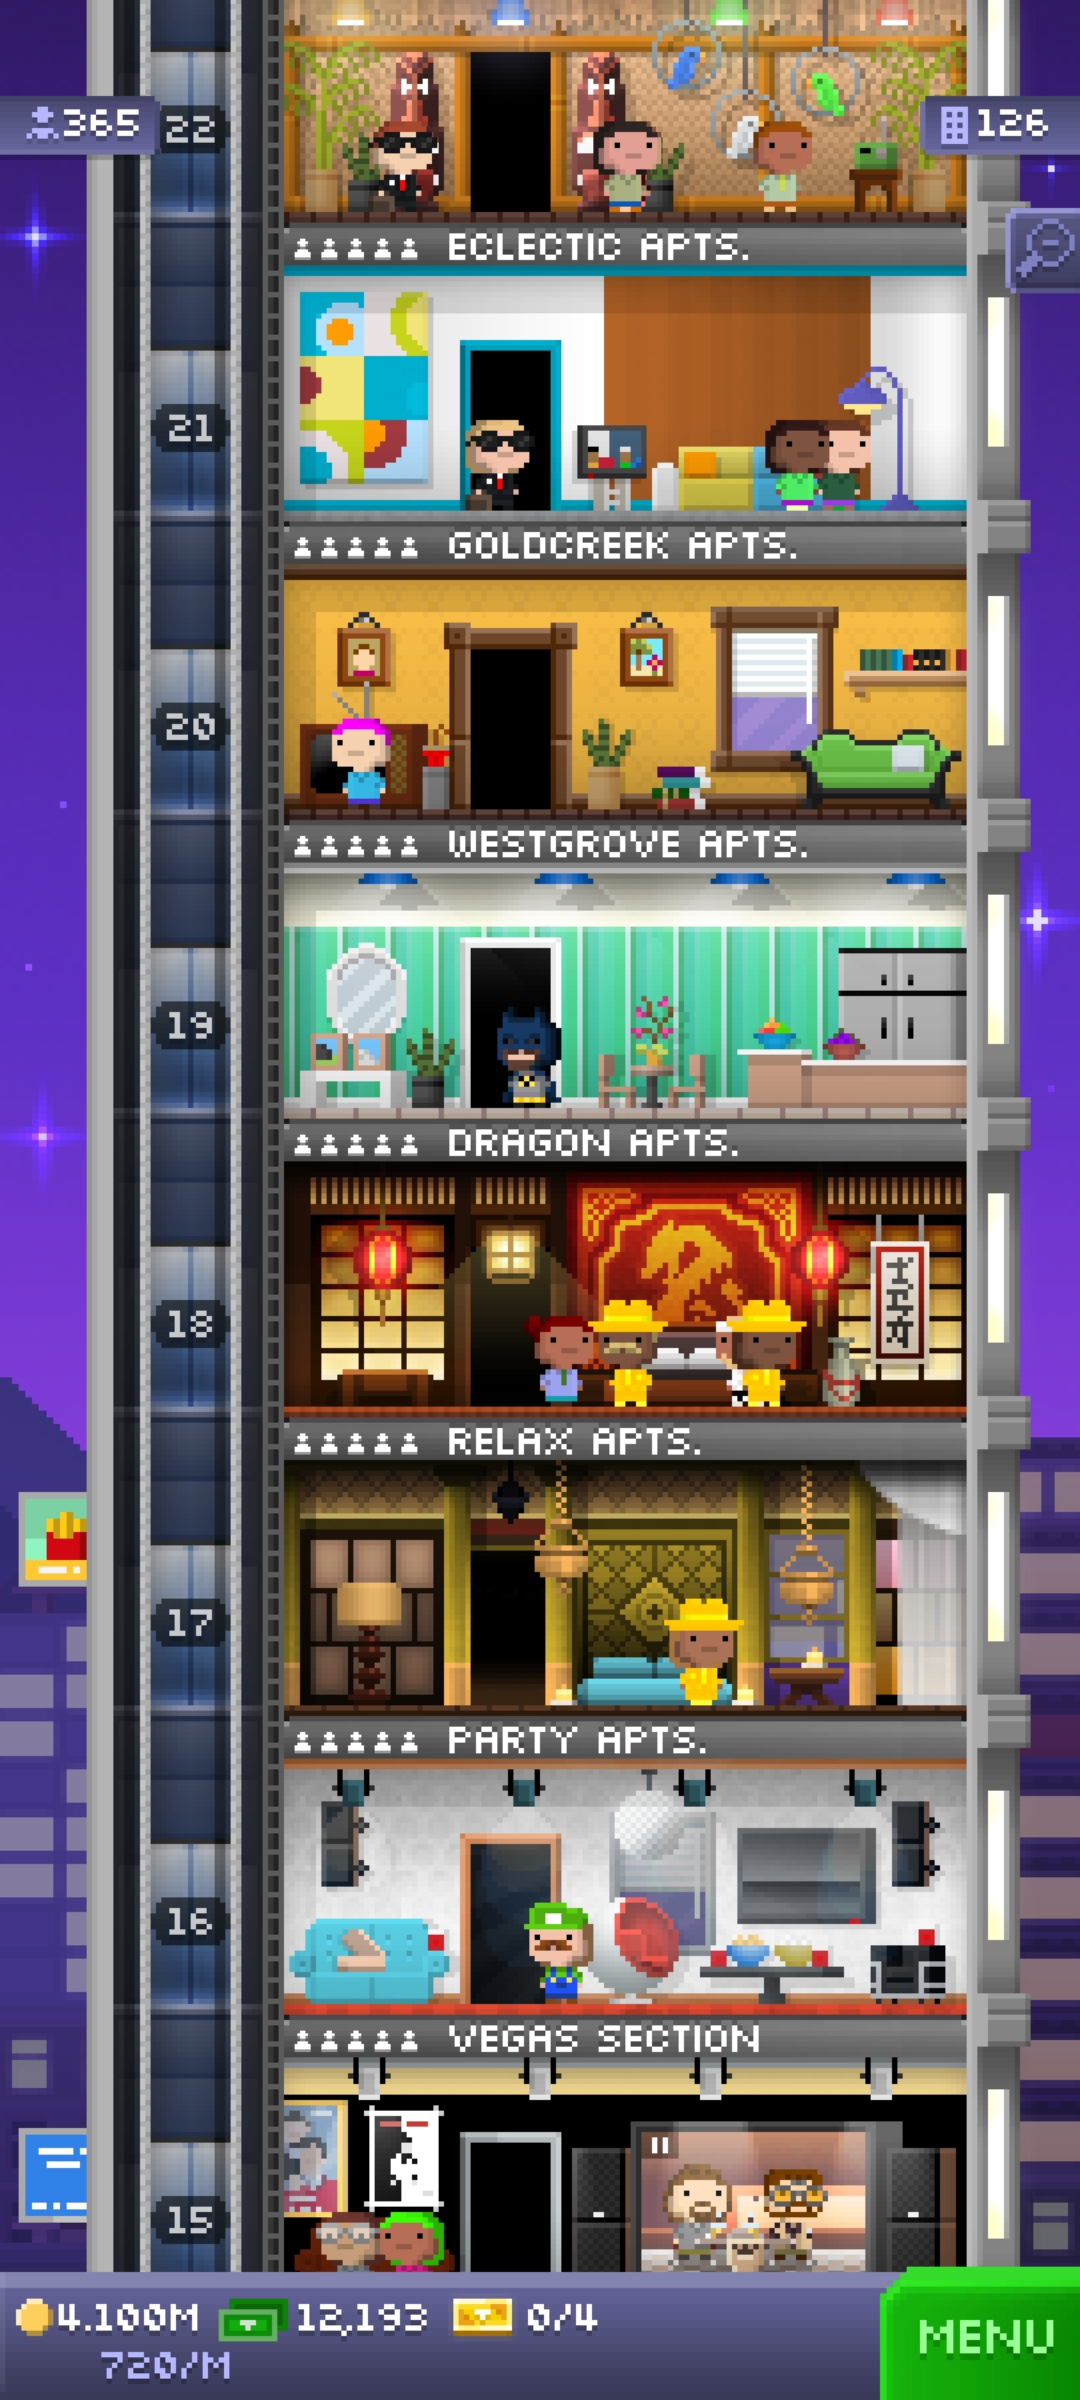 365
22
126
ECLECTIC APTS.
21
GOLDCREEK APTS.
20
WESTGROVE APTS.
19
DRAGON APTS.
18
RELAX APTS.
17
PARTY APTS.
16
VEGAS SECTION
15
4.100M 12,193 0/4
720/M
MENU